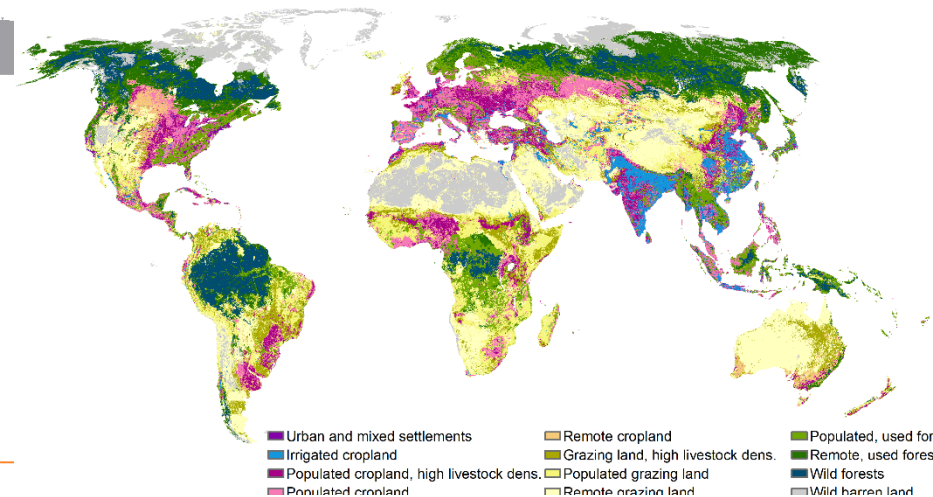 Urban and mixed settlements
Irrigated cropland
Populated cropland, high livestock dens.
Populated cropland
Remote cropland
Grazing land, high livestock dens.
Populated grazing land
Remote grazing land
Populated, used for
Remote, used fores
Wild forests
Wild barren land